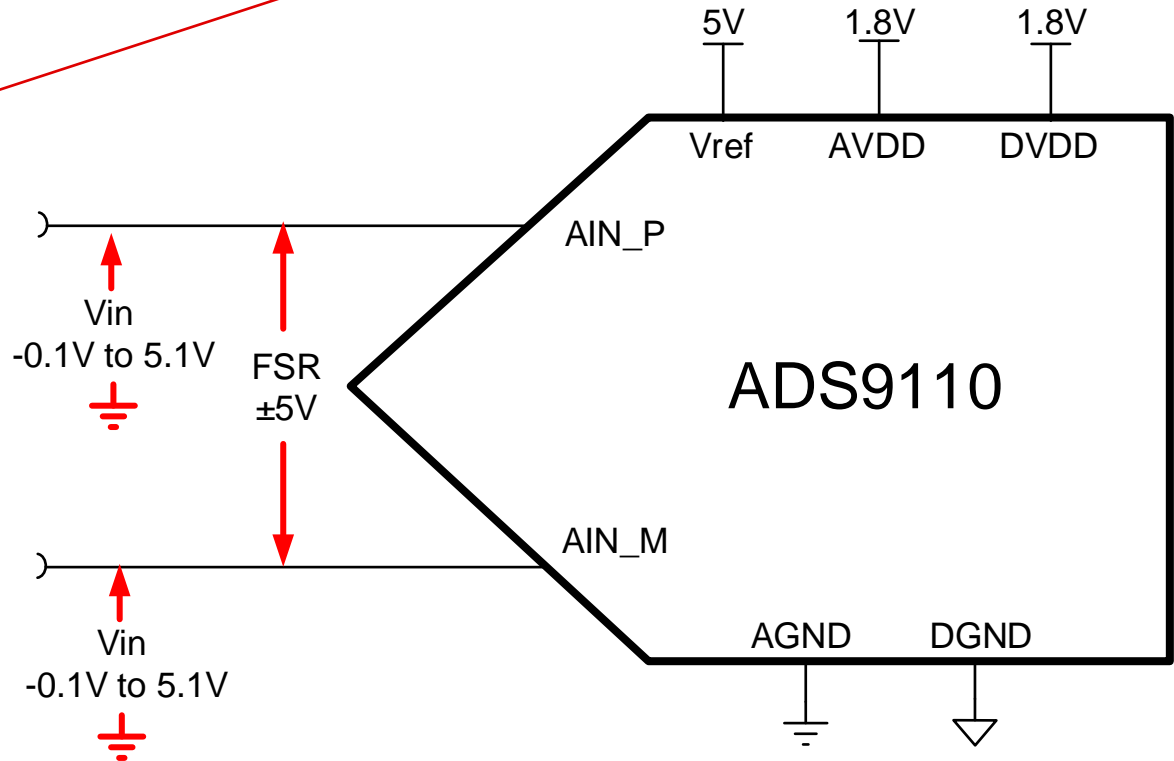 5V
1.8V
1.8V
Vref
AVDD
DVDD
AIN_P
Vin
-0.1V to 5.1V
FSR
±5V
ADS9110
AIN_M
Vin
-0.1V to 5.1V
AGND
DGND